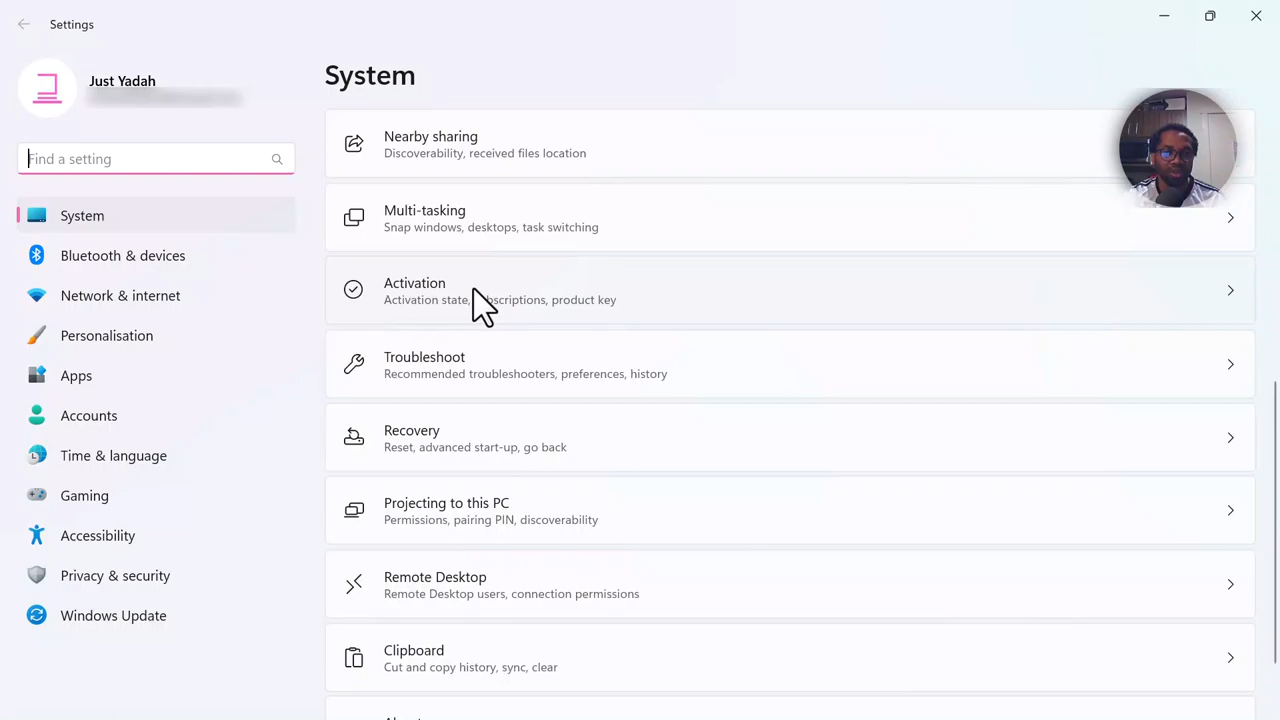 Settings
Just Yadah
Find a setting
System
Bluetooth & devices
Network & internet
Personalisation
Apps
Accounts
Time & language
Gaming
Accessibility
Privacy & security
Windows Update
System
Nearby sharing
Discoverability, received files location
Multi-tasking
Snap windows, desktops, task switching
Activation
Activation state, subscriptions, product key
Troubleshoot
Recommended troubleshooters, preferences, history
Recovery
Reset, advanced start-up, go back
Projecting to this PC
Permissions, pairing PIN, discoverability
Remote Desktop
Remote Desktop users, connection permissions
Clipboard
Cut and copy history, sync, clear